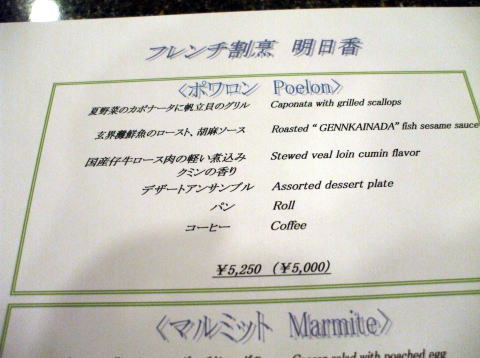 フレンチ割烹 明日香
〈ポワロン Poelon〉
夏野菜のカポナータに帆立貝のグリル Caponata with grilled scallops
玄界灘鮮魚のロースト、胡麻ソース Roasted “ GENNKAINADA” fish sesame sauce
国産仔牛ロース肉の軽い煮込み Stewed veal loin cumin flavor
クミンの香り
デザートアンサンブル Assorted dessert plate
パン Roll
コーヒー Coffee
￥5,250 （￥5,000）
〈マルミット Marmite〉
salad with poached egg